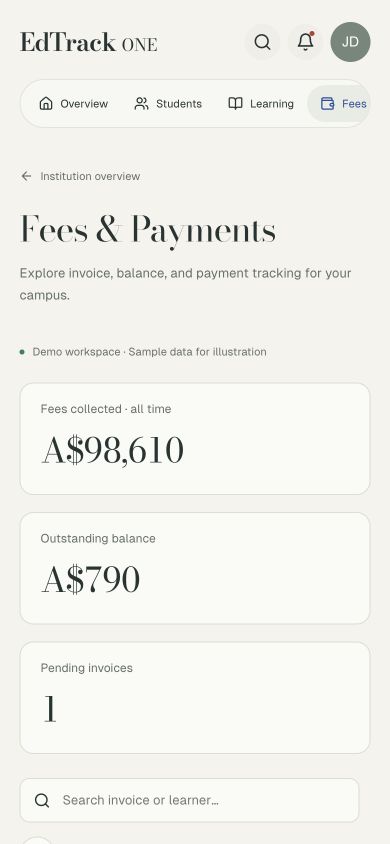 EdTrack ONE
JD
Overview Students Learning Fees
Institution overview
Fees & Payments
Explore invoice, balance, and payment tracking for your
campus.
Demo workspace · Sample data for illustration
Fees collected · all time
A$98,610
Outstanding balance
A$790
Pending invoices
1
Search invoice or learner...